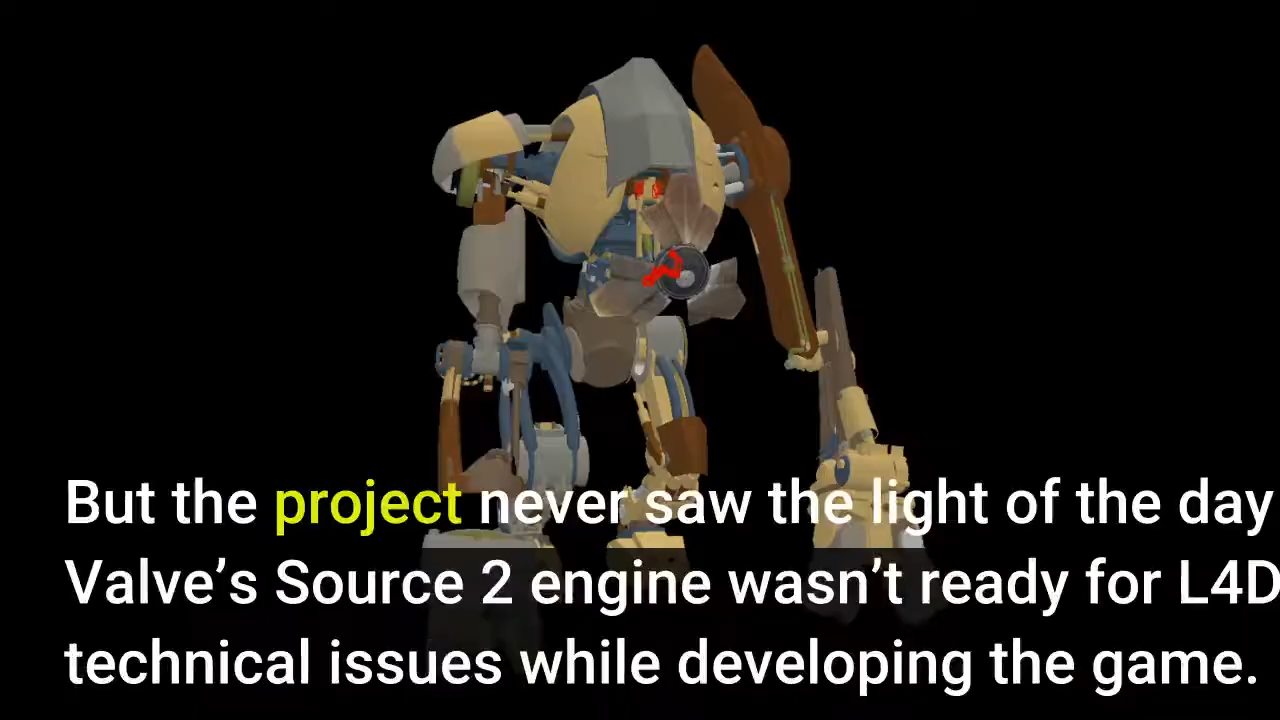 But the project never saw the light of the day
Valve’s Source 2 engine wasn’t ready for L4D
technical issues while developing the game.